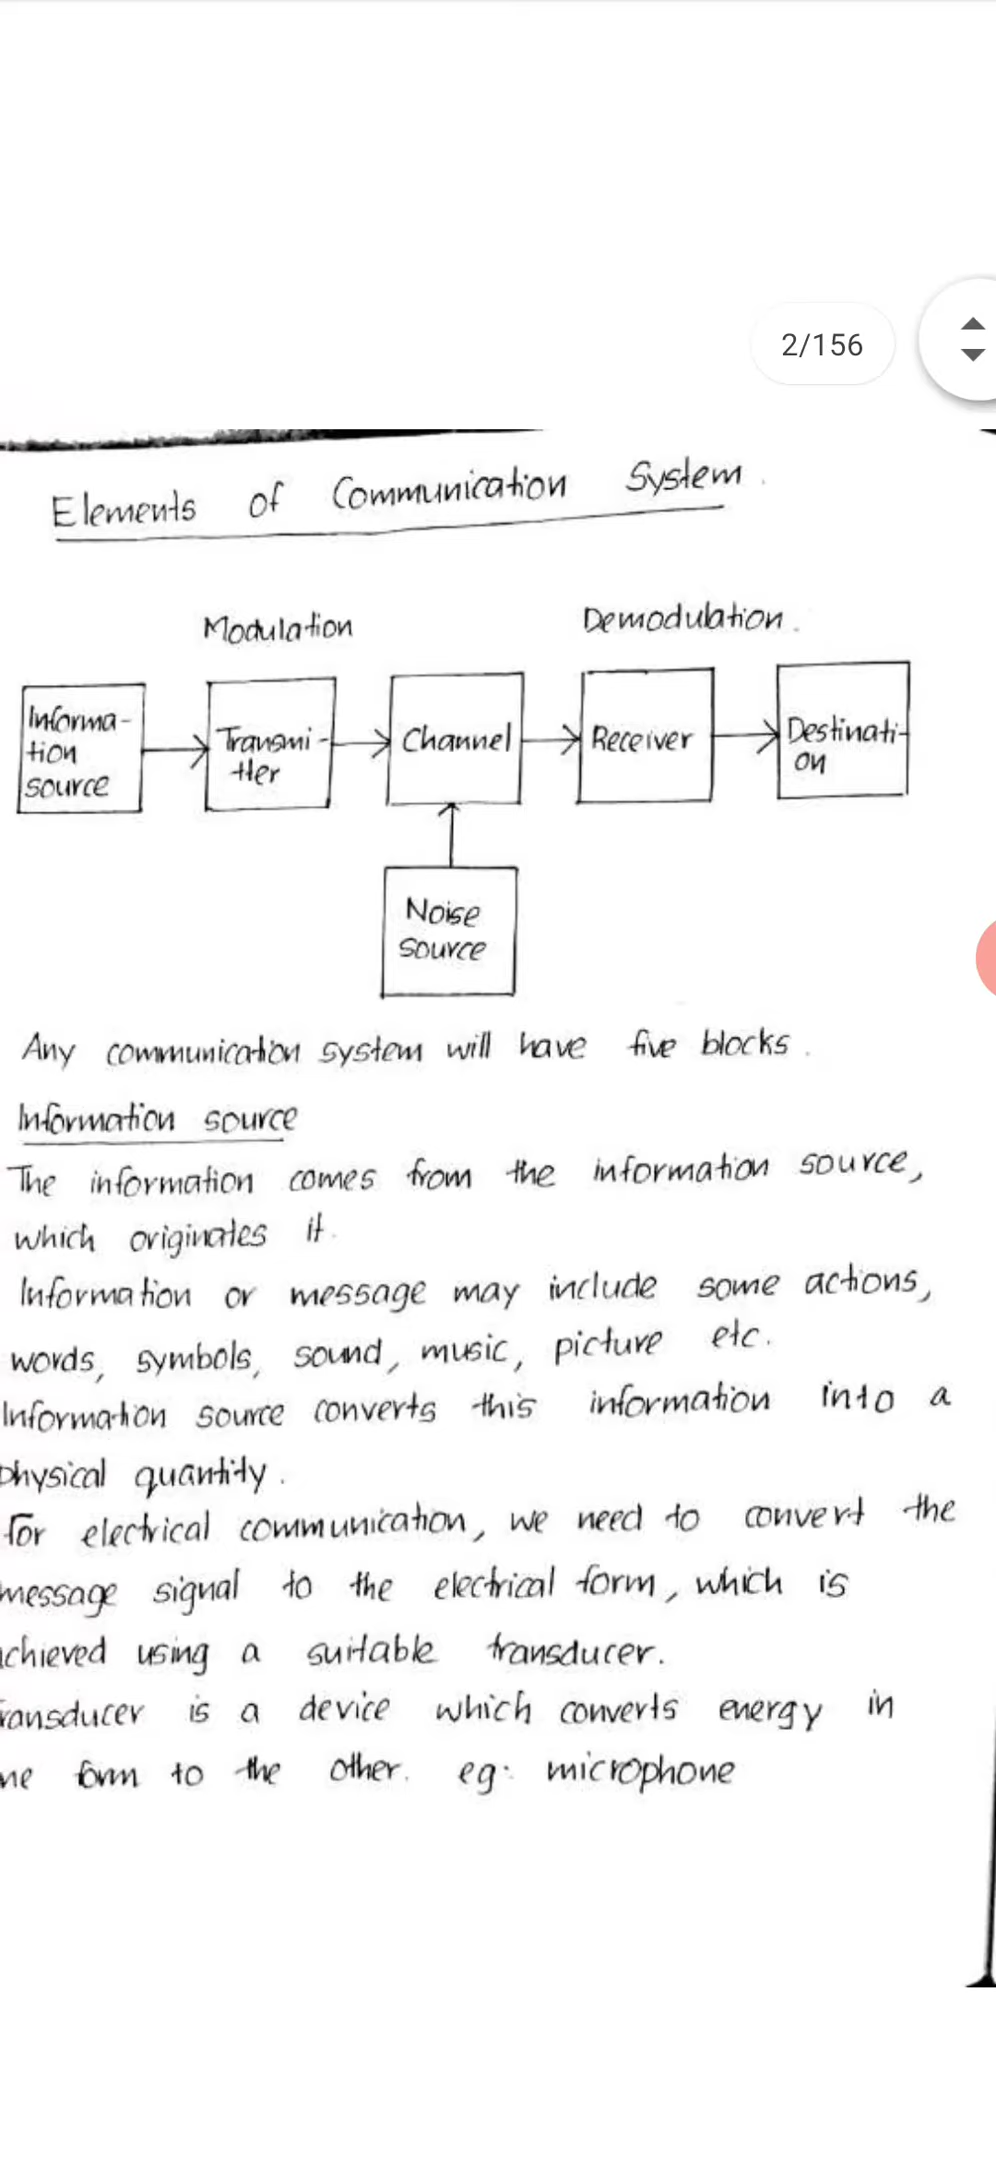 2/156
Elements of Communication System.
Modulation
Demodulation.
Informa-
tion
source
Transmi-
tter
Channel
Receiver
Destinati-
on
Noise
source
Any communication system will have five blocks.
Information source
The information comes from the information source,
which originates it.
Information or message may include some actions,
words, symbols, sound, music, picture etc.
Information source converts this information into a
physical quantity.
For electrical communication, we need to convert the
message signal to the electrical form, which is
achieved using a suitable transducer.
ransducer is a device which converts energy in
ne form to the other. eg: microphone